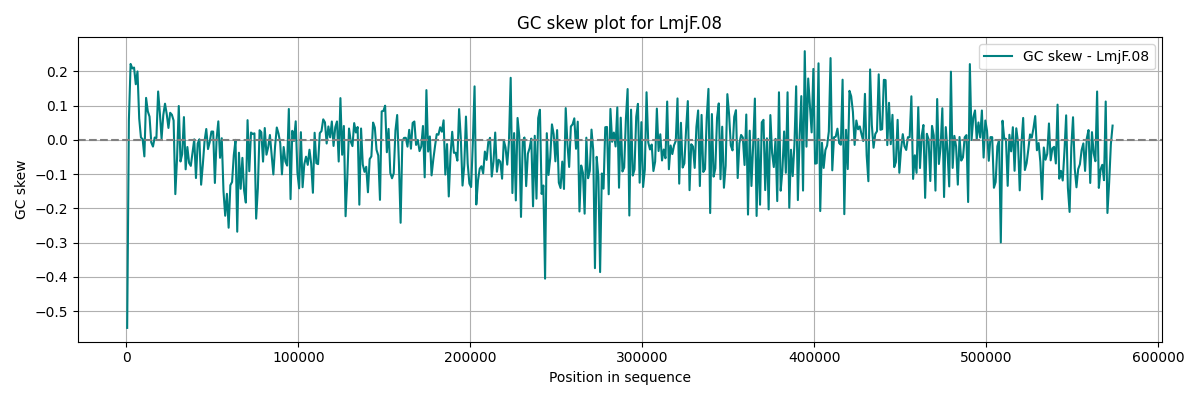 GC skew plot for LmjF.08
GC skew - LmjF.08
0.2
0.1
0.0
−0.1
−0.2
−0.3
−0.4
−0.5
GC skew
0 100000 200000 300000 400000 500000 600000
Position in sequence